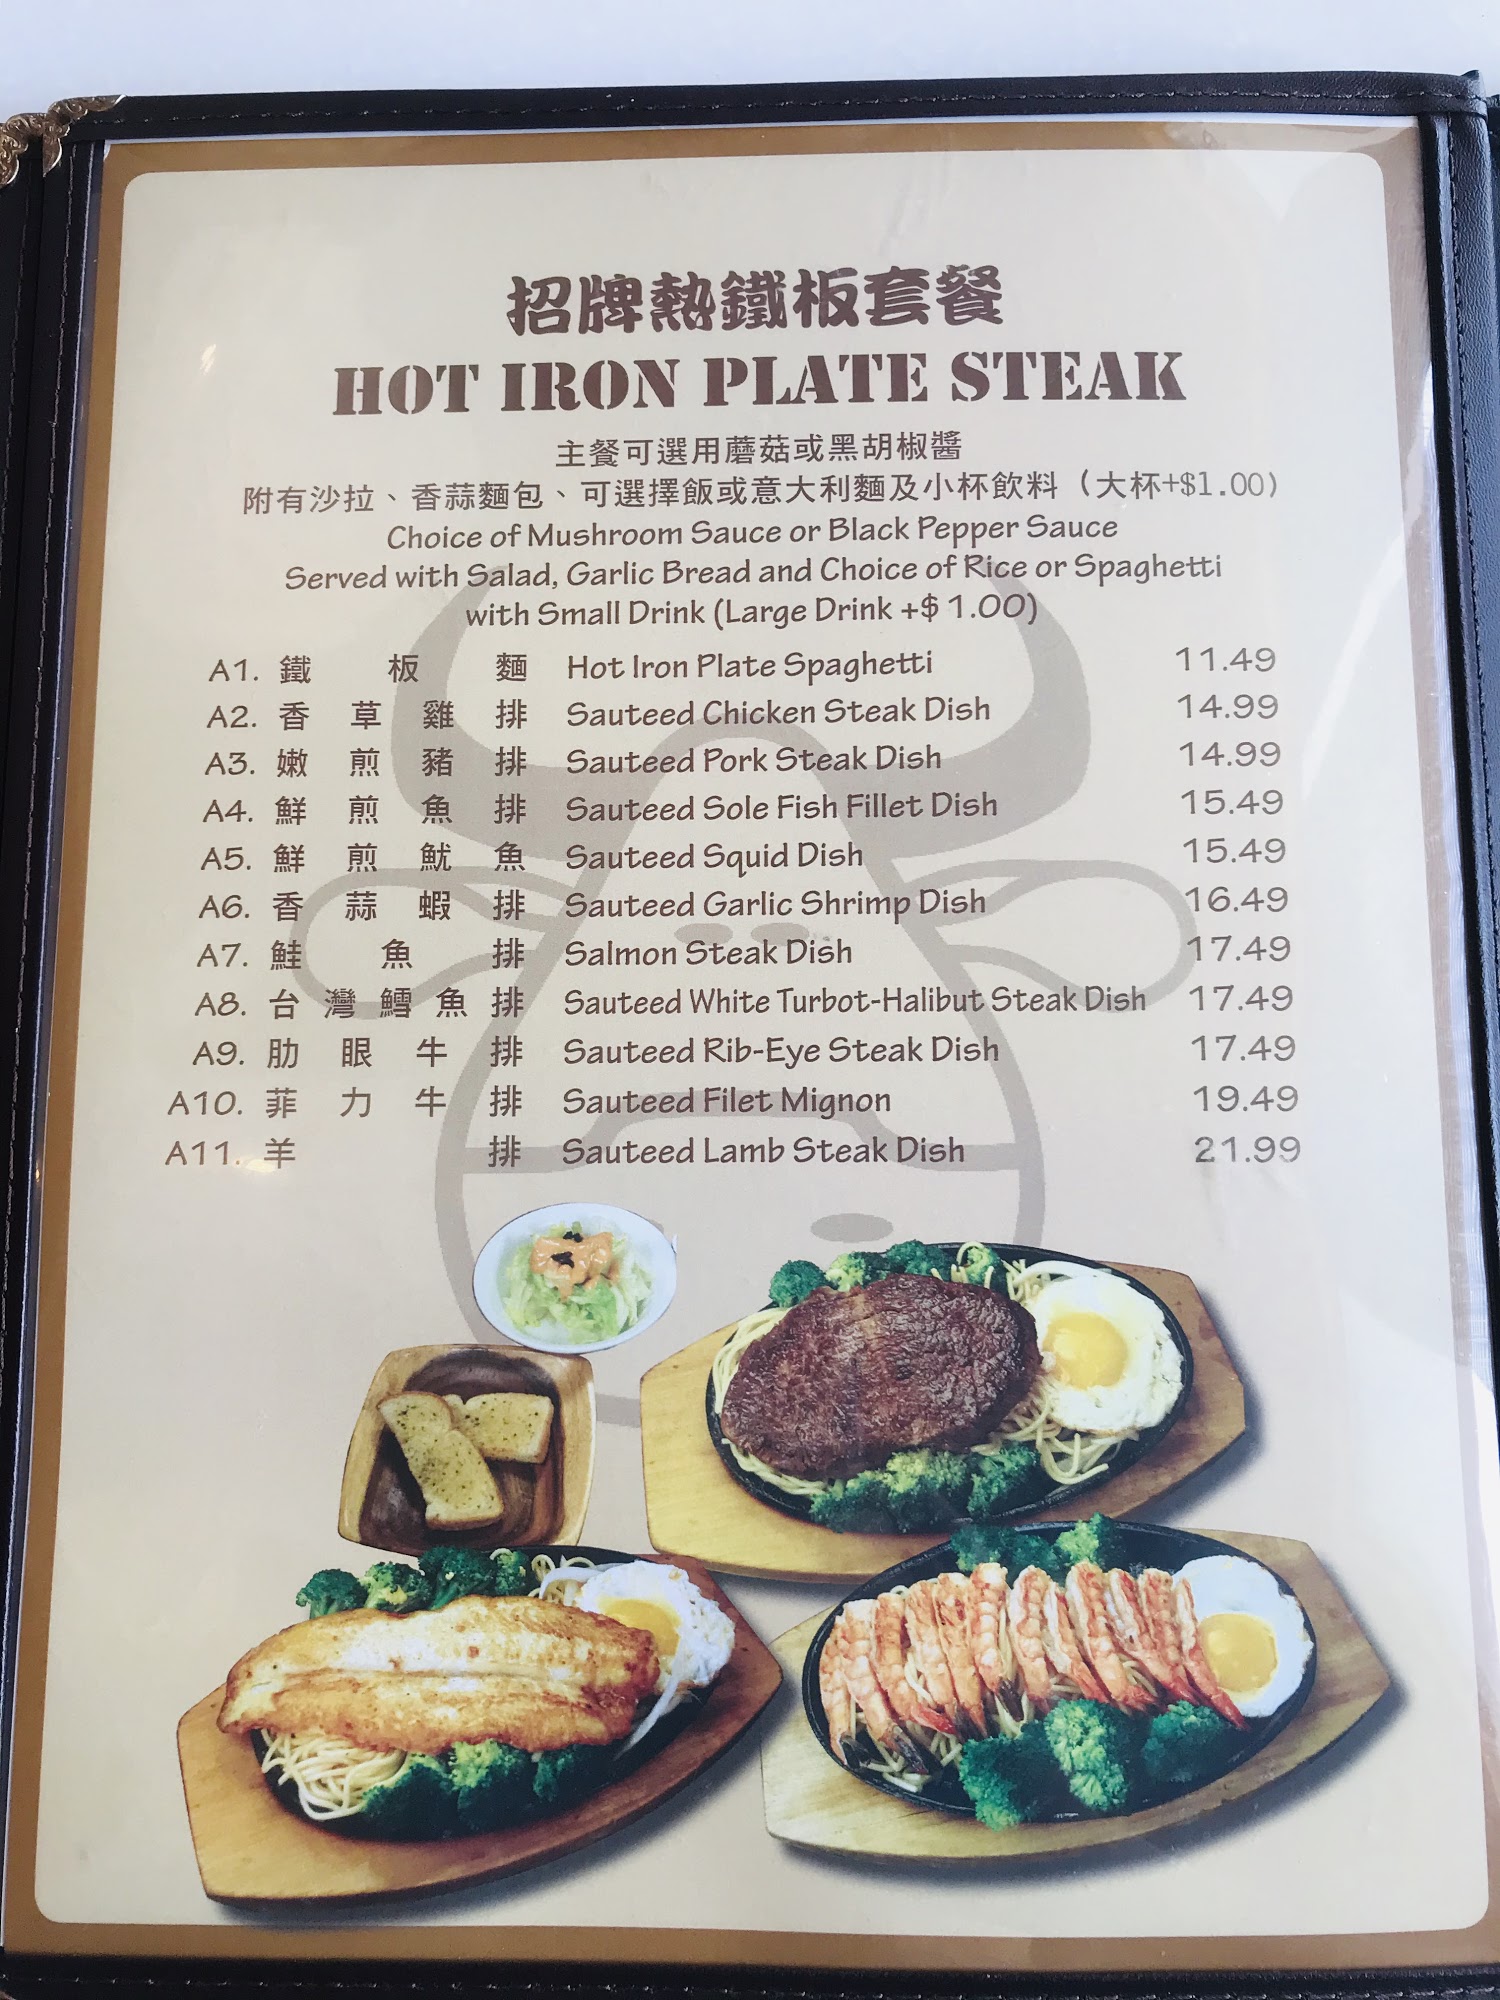 招牌熱鐵板套餐
HOT IRON PLATE STEAK
主餐可選用蘑菇或黑胡椒醬
附有沙拉、香蒜麵包、可選擇飯或意大利麵及小杯飲料（大杯+$1.00）
Choice of Mushroom Sauce or Black Pepper Sauce
Served with Salad, Garlic Bread and Choice of Rice or Spaghetti
with Small Drink (Large Drink +$ 1.00)
A1. 鐵板麵 Hot Iron Plate Spaghetti 11.49
A2. 香草雞排 Sauteed Chicken Steak Dish 14.99
A3. 嫩煎豬排 Sauteed Pork Steak Dish 14.99
A4. 鮮煎魚排 Sauteed Sole Fish Fillet Dish 15.49
A5. 鮮煎魷魚 Sauteed Squid Dish 15.49
A6. 香蒜蝦排 Sauteed Garlic Shrimp Dish 16.49
A7. 鮭魚排 Salmon Steak Dish 17.49
A8. 台灣鱈魚排 Sauteed White Turbot-Halibut Steak Dish 17.49
A9. 肋眼牛排 Sauteed Rib-Eye Steak Dish 17.49
A10. 菲力牛排 Sauteed Filet Mignon 19.49
A11. 羊排 Sauteed Lamb Steak Dish 21.99